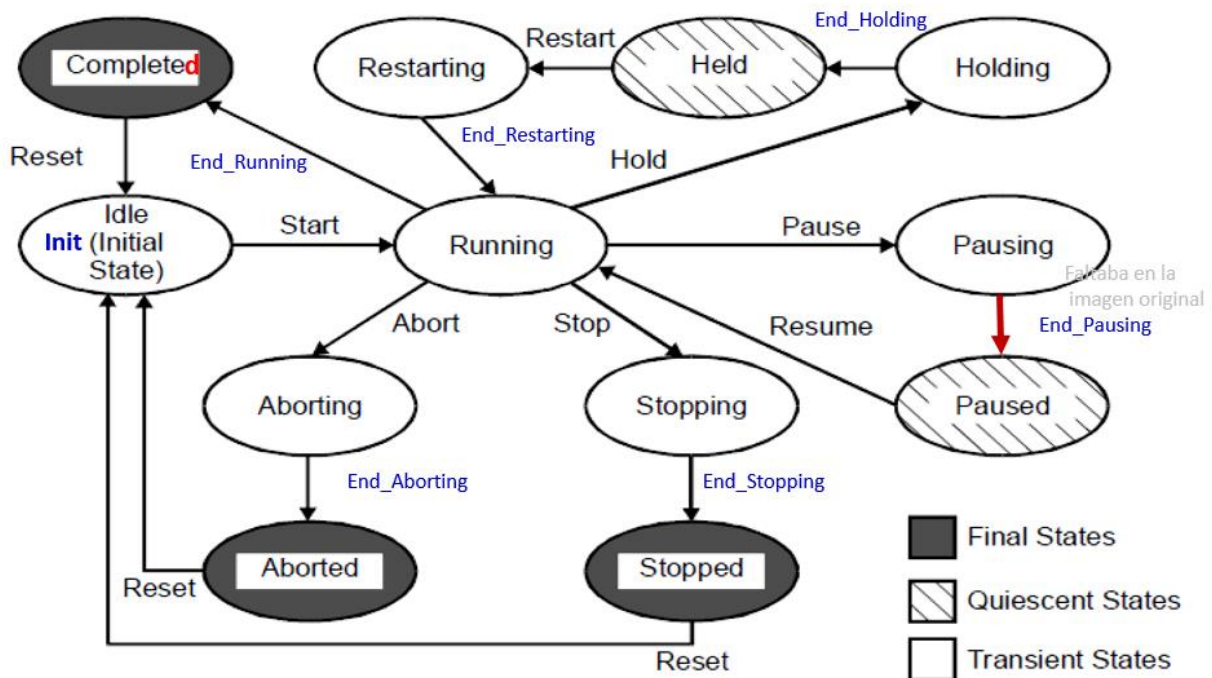 Completed
Restarting
Restart
Held
End_Holding
Holding
Reset
End_Running
End_Restarting
Hold
Idle
Init (Initial
State)
Start
Running
Pause
Pausing
Faltaba en la
imagen original
End_Pausing
Abort
Stop
Resume
Aborting
Stopping
Paused
End_Aborting
End_Stopping
Aborted
Stopped
Reset
Reset
Final States
Quiescent States
Transient States